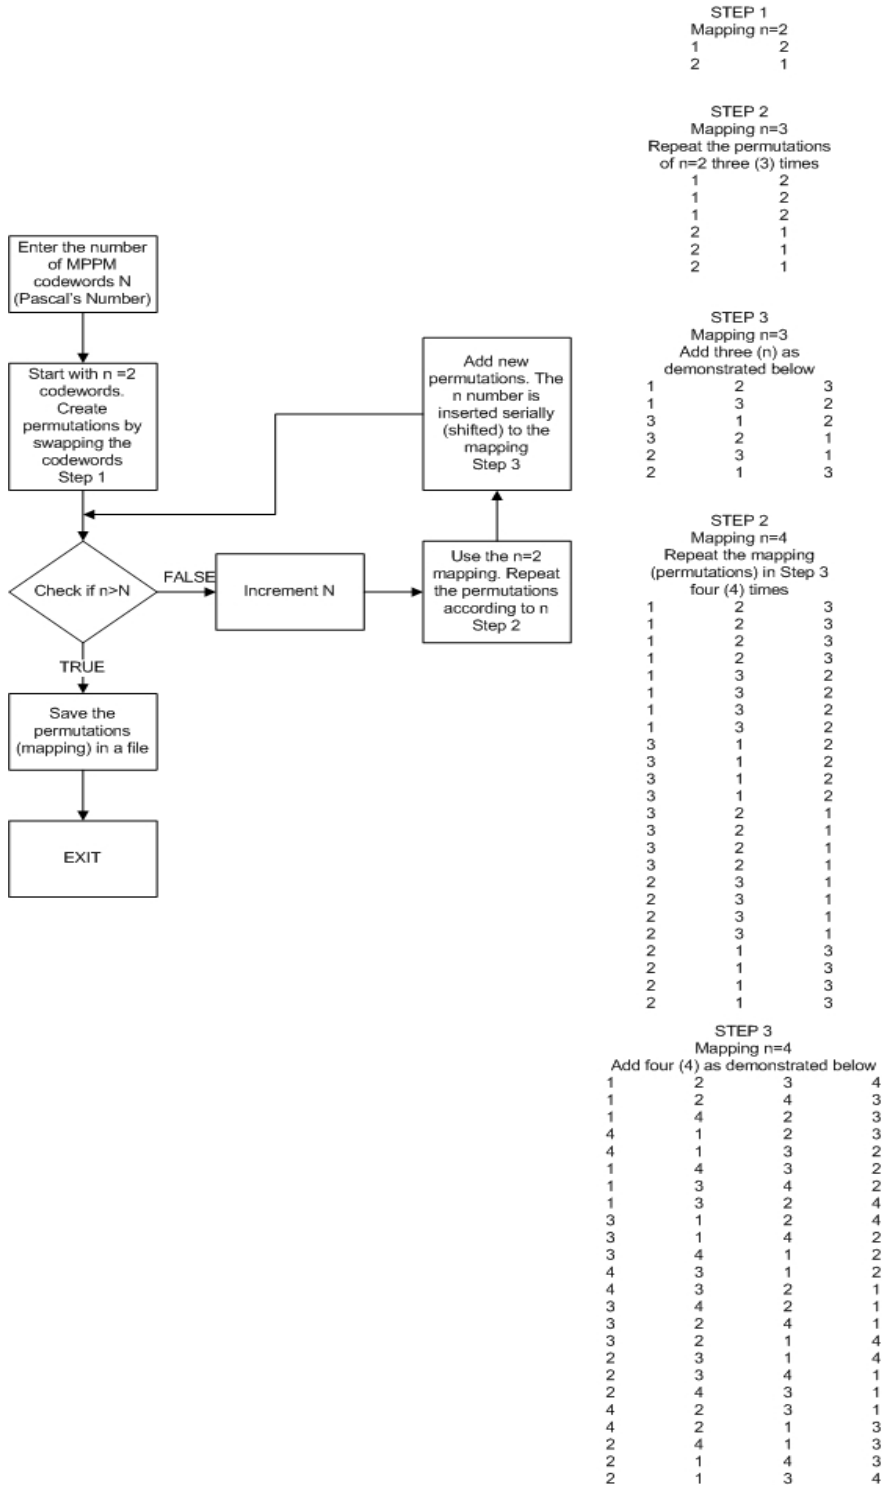 Enter the number
of MPPM
codewords N
(Pascal's Number)
Start with n =2
codewords.
Create
permutations by
swapping the
codewords
Step 1
Check if n>N
FALSE
TRUE
Increment N
Use the n=2
mapping. Repeat
the permutations
according to n
Step 2
Add new
permutations. The
n number is
inserted serially
(shifted) to the
mapping
Step 3
Save the
permutations
(mapping) in a file
EXIT
STEP 1
Mapping n=2
1 2
2 1
STEP 2
Mapping n=3
Repeat the permutations
of n=2 three (3) times
1 2
1 2
1 2
2 1
2 1
2 1
STEP 3
Mapping n=3
Add three (n) as
demonstrated below
1 2 3
1 3 2
3 1 2
3 2 1
2 3 1
2 1 3
STEP 2
Mapping n=4
Repeat the mapping
(permutations) in Step 3
four (4) times
1 2 3
1 2 3
1 2 3
1 2 3
1 3 2
1 3 2
1 3 2
1 3 2
3 1 2
3 1 2
3 1 2
3 1 2
3 2 1
3 2 1
3 2 1
3 2 1
2 3 1
2 3 1
2 3 1
2 3 1
2 1 3
2 1 3
2 1 3
2 1 3
STEP 3
Mapping n=4
Add four (4) as demonstrated below
1 2 3 4
1 2 4 3
1 4 2 3
4 1 2 3
4 1 3 2
1 4 3 2
1 3 4 2
1 3 2 4
3 1 2 4
3 1 4 2
3 4 1 2
4 3 1 2
4 3 2 1
3 4 2 1
3 2 4 1
3 2 1 4
2 3 1 4
2 3 4 1
2 4 3 1
4 2 3 1
4 2 1 3
2 4 1 3
2 1 4 3
2 1 3 4